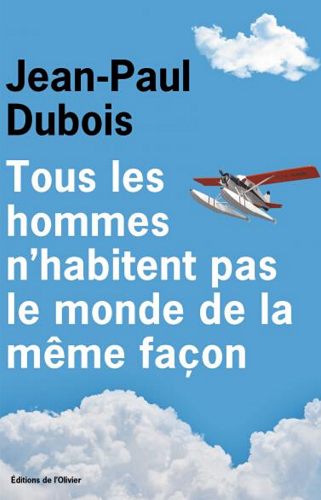 Jean-Paul
Dubois
Tous les
hommes
n'habitent pas
le monde de la
même façon
Éditions de l'Olivier